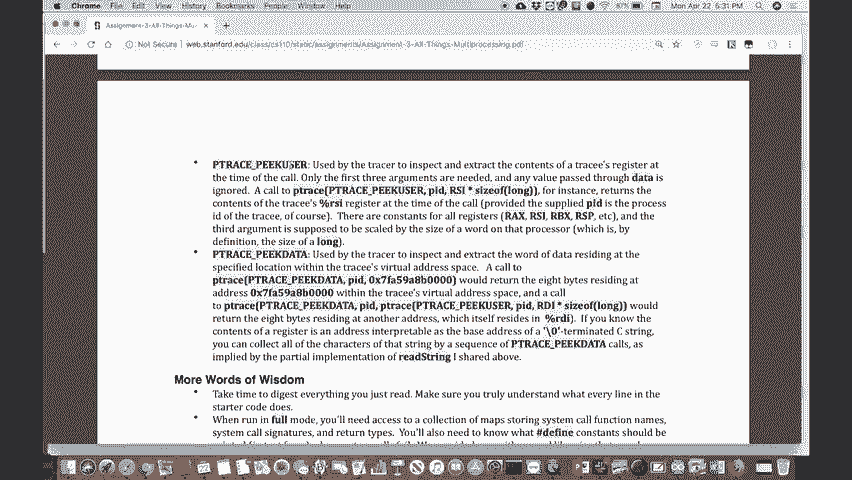 Chrome File Edit View History Bookmarks People Window Help Mon Apr 22 5:31 PM
Assignment-3-All-Things-Mu
Not Secure web.stanford.edu/class/cs110/static/assignments/Assignment-3-All-Things-Multiprocessing.pdf
• PTRACE_PEEKUSER: Used by the tracer to inspect and extract the contents of a tracee's register at
the time of the call. Only the first three arguments are needed, and any value passed through data is
ignored. A call to ptrace(PTRACE_PEEKUSER, pid, RSI * sizeof(long)), for instance, returns the
contents of the tracee's %rsi register at the time of the call (provided the supplied pid is the process
id of the tracee, of course). There are constants for all registers (RAX, RSI, RBX, RSP, etc), and the
third argument is supposed to be scaled by the size of a word on that processor (which is, by
definition, the size of a long).
• PTRACE_PEEKDATA: Used by the tracer to inspect and extract the word of data residing at the
specified location within the tracee's virtual address space. A call to
ptrace(PTRACE_PEEKDATA, pid, 0x7fa59a8b0000) would return the eight bytes residing at
address 0x7fa59a8b0000 within the tracee's virtual address space, and a call
to ptrace(PTRACE_PEEKDATA, pid, ptrace(PTRACE_PEEKUSER, pid, RDI * sizeof(long)) would
return the eight bytes residing at another address, which itself resides in %rdi). If you know the
contents of a register is an address interpretable as the base address of a '\0'-terminated C string,
you can collect all of the characters of that string by a sequence of PTRACE_PEEKDATA calls, as
implied by the partial implementation of readString I shared above.
More Words of Wisdom
• Take time to digest everything you just read. Make sure you truly understand what every line in the
starter code does.
• When run in full mode, you'll need access to a collection of maps storing system call function names,
system call signatures, and return types. You'll also need to know what #define constants should be